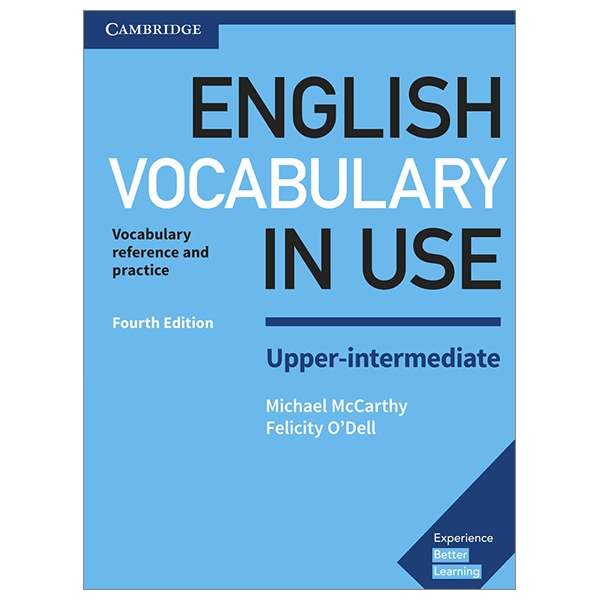 CAMBRIDGE
ENGLISH
VOCABULARY
IN USE
Vocabulary
reference and
practice
Fourth Edition
Upper-intermediate
Michael McCarthy
Felicity O'Dell
Experience
Better
Learning